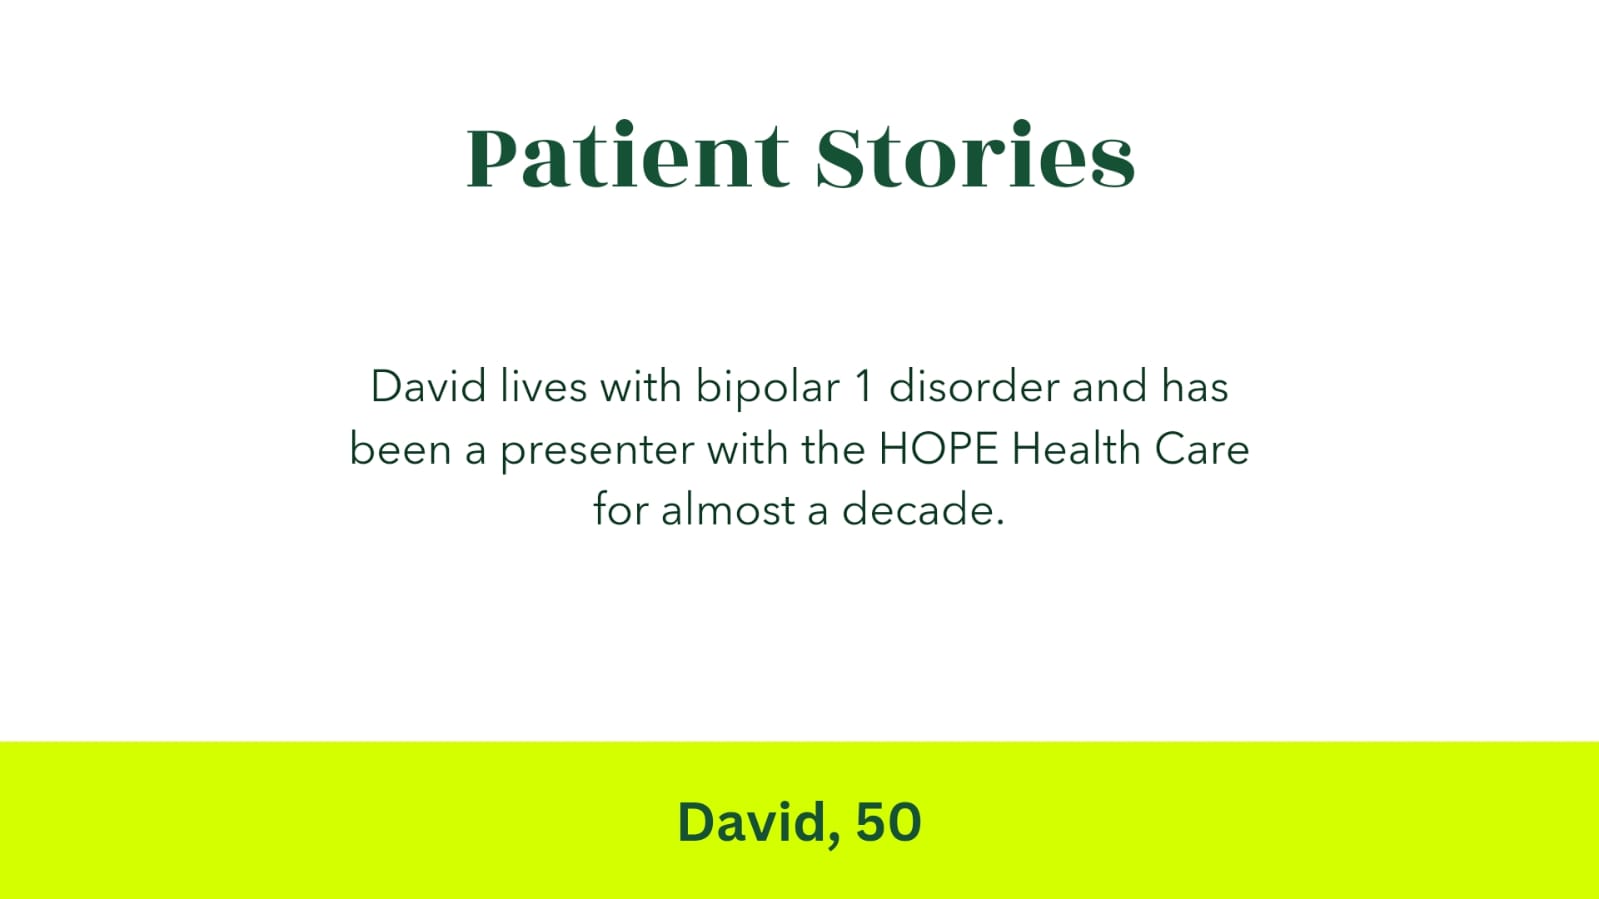 Patient Stories
David lives with bipolar 1 disorder and has
been a presenter with the HOPE Health Care
for almost a decade.
David, 50